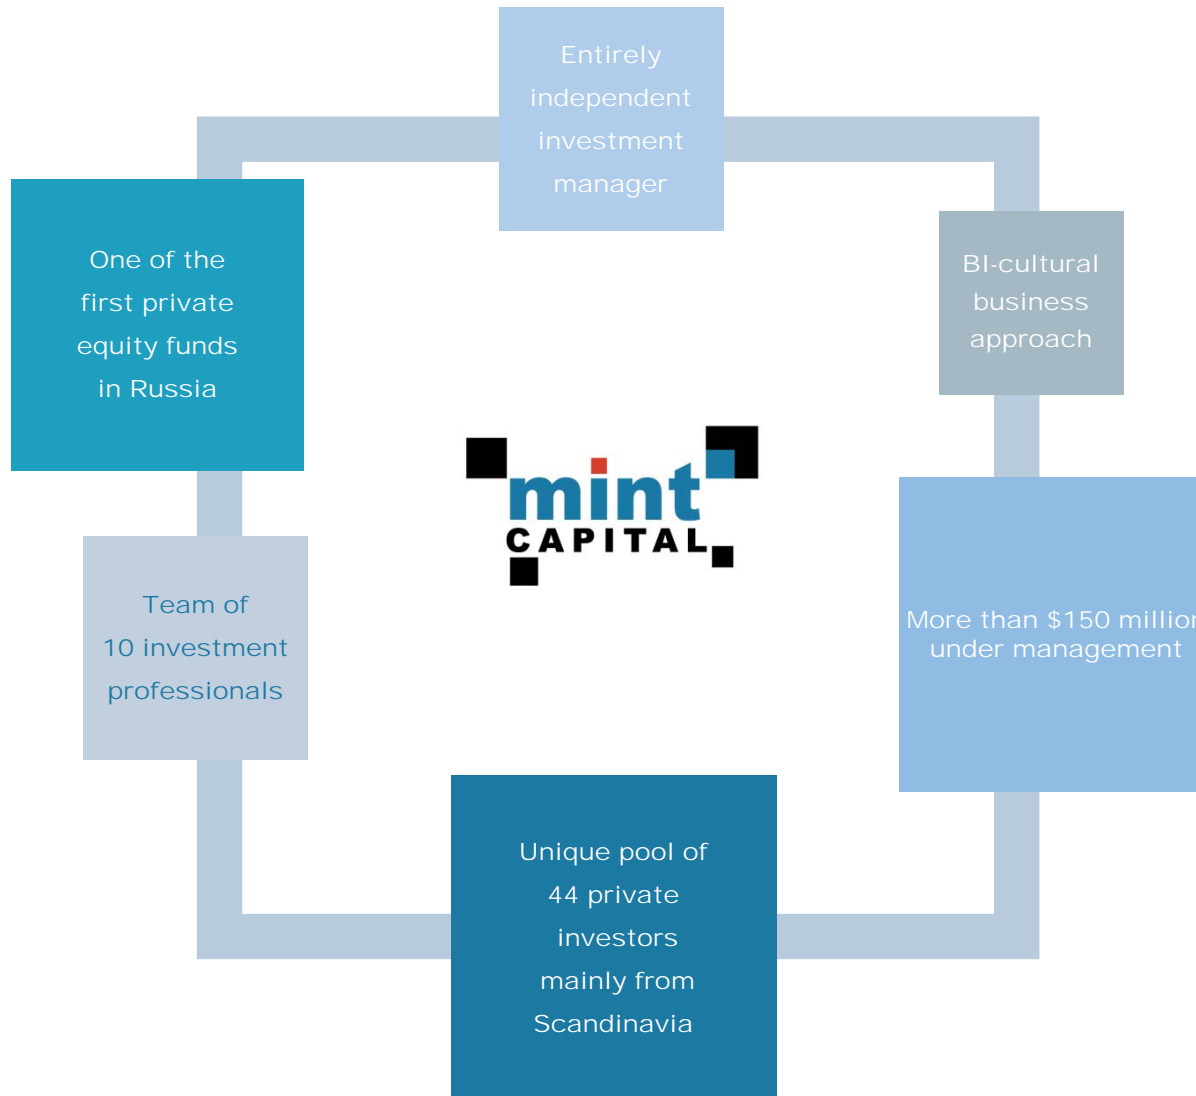 Entirely
independent
investment
manager
One of the
first private
equity funds
in Russia
BI-cultural
business
approach
mint
CAPITAL
More than $150 million
under management
Team of
10 investment
professionals
Unique pool of
44 private
investors
mainly from
Scandinavia